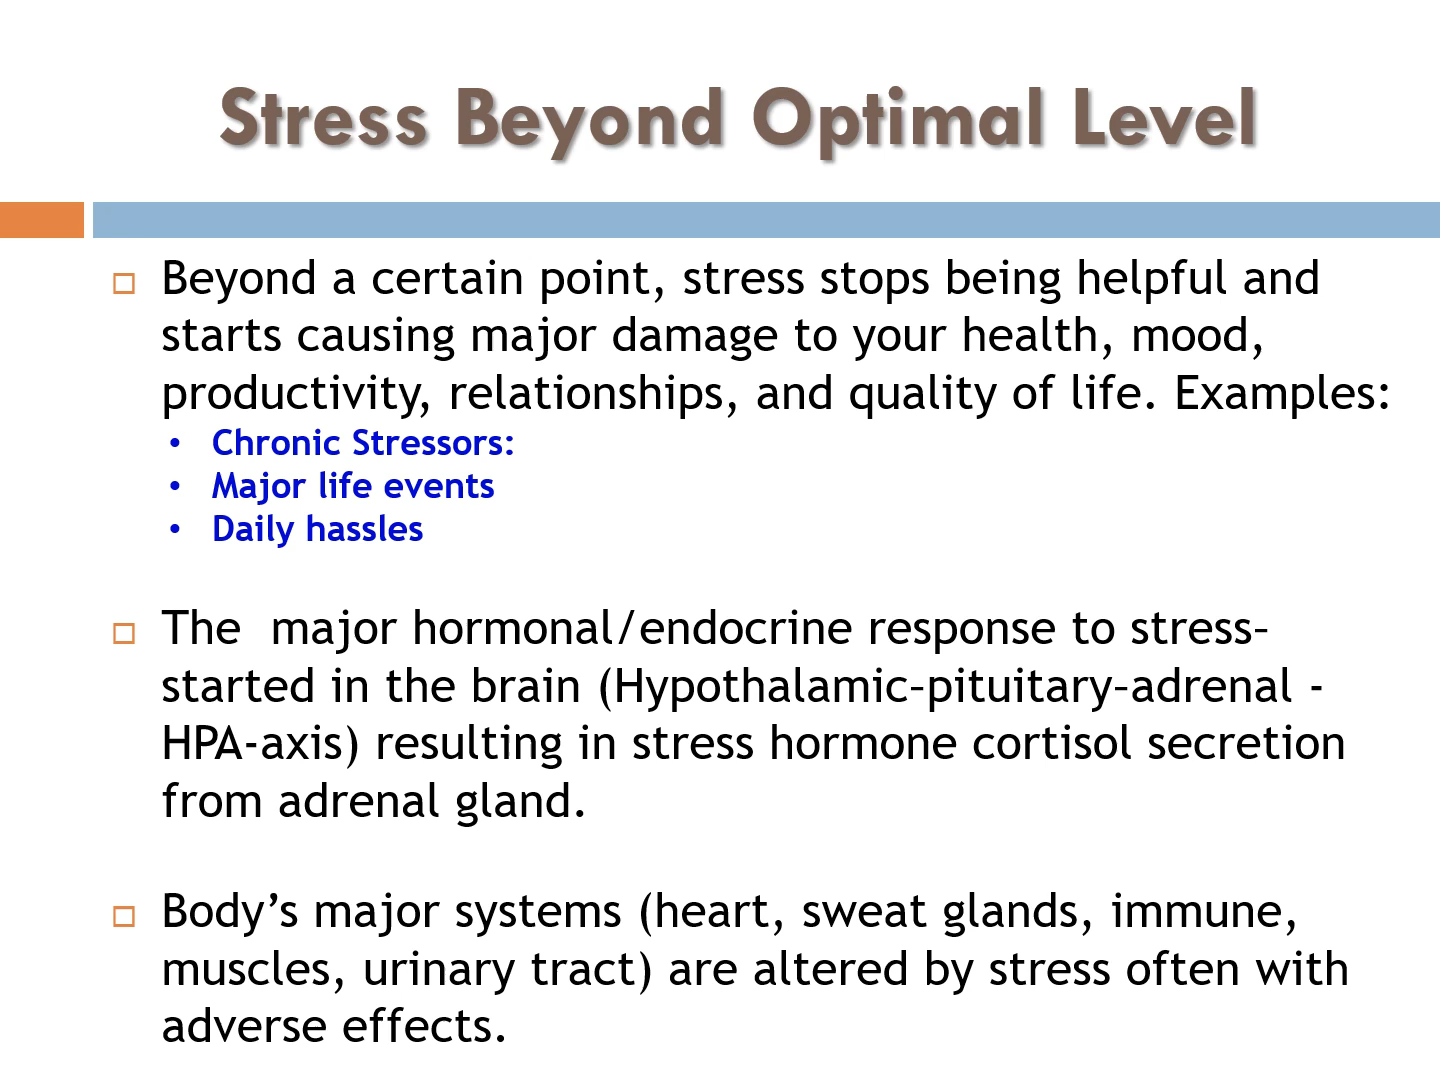 Stress Beyond Optimal Level
Beyond a certain point, stress stops being helpful and
starts causing major damage to your health, mood,
productivity, relationships, and quality of life. Examples:
• Chronic Stressors:
• Major life events
• Daily hassles
The  major hormonal/endocrine response to stress–
started in the brain (Hypothalamic–pituitary–adrenal -
HPA-axis) resulting in stress hormone cortisol secretion
from adrenal gland.
Body’s major systems (heart, sweat glands, immune,
muscles, urinary tract) are altered by stress often with
adverse effects.